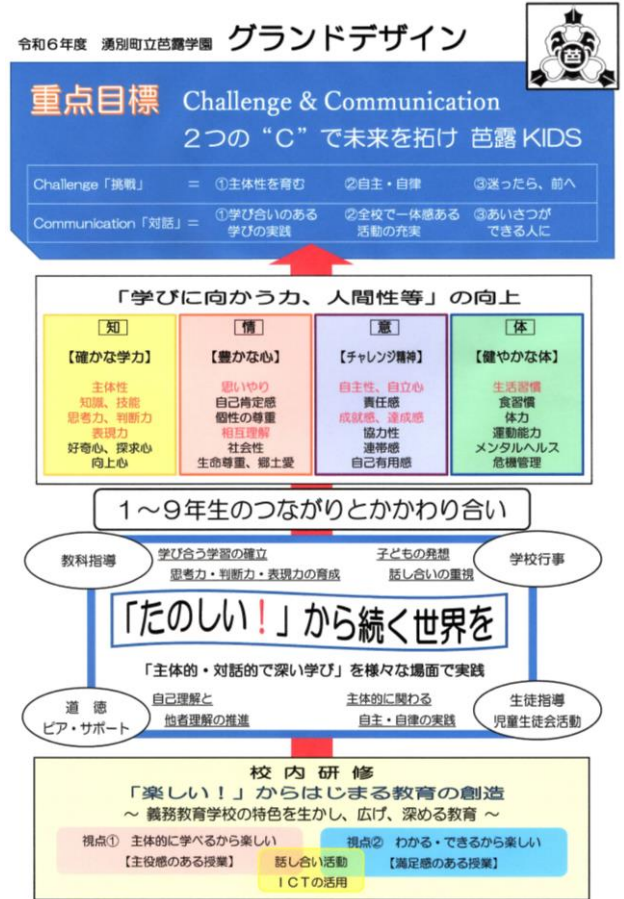 令和6年度 湧別町立芭露学園 グランドデザイン
芭
重点目標 Challenge & Communication
2つの“C”で未来を拓け 芭露KIDS
Challenge「挑戦」 = ①主体性を育む ②自主・自律 ③迷ったら、前へ
Communication「対話」= ①学び合いのある学びの実践 ②全校で一体感ある活動の充実 ③あいさつができる人に
「学びに向かう力、人間性等」の向上
知
【確かな学力】
主体性
知識、技能
思考力、判断力
表現力
好奇心、探求心
向上心
情
【豊かな心】
思いやり
自己肯定感
個性の尊重
相互理解
社会性
生命尊重、郷土愛
意
【チャレンジ精神】
自主性、自立心
責任感
成就感、達成感
協力性
連帯感
自己有用感
体
【健やかな体】
生活習慣
食習慣
体力
運動能力
メンタルヘルス
危機管理
1～9年生のつながりとかかわり合い
教科指導
学び合う学習の確立
思考力・判断力・表現力の育成
子どもの発想
話し合いの重視
学校行事
「たのしい!」から続く世界を
「主体的・対話的で深い学び」を様々な場面で実践
道徳
ピア・サポート
自己理解と
他者理解の推進
主体的に関わる
自主・自律の実践
生徒指導
児童生徒会活動
校内研修
「楽しい!」からはじまる教育の創造
～ 義務教育学校の特色を生かし、広げ、深める教育 ～
視点① 主体的に学べるから楽しい
【主役感のある授業】
視点② わかる・できるから楽しい
【満足感のある授業】
話し合い活動
ICTの活用